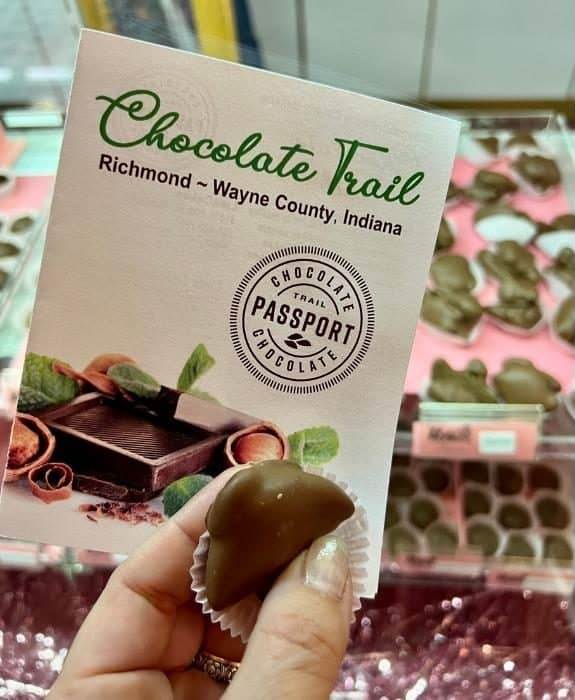 Chocolate Trail
Richmond ~ Wayne County, Indiana
CHOCOLATE
TRAIL
PASSPORT
CHOCOLATE